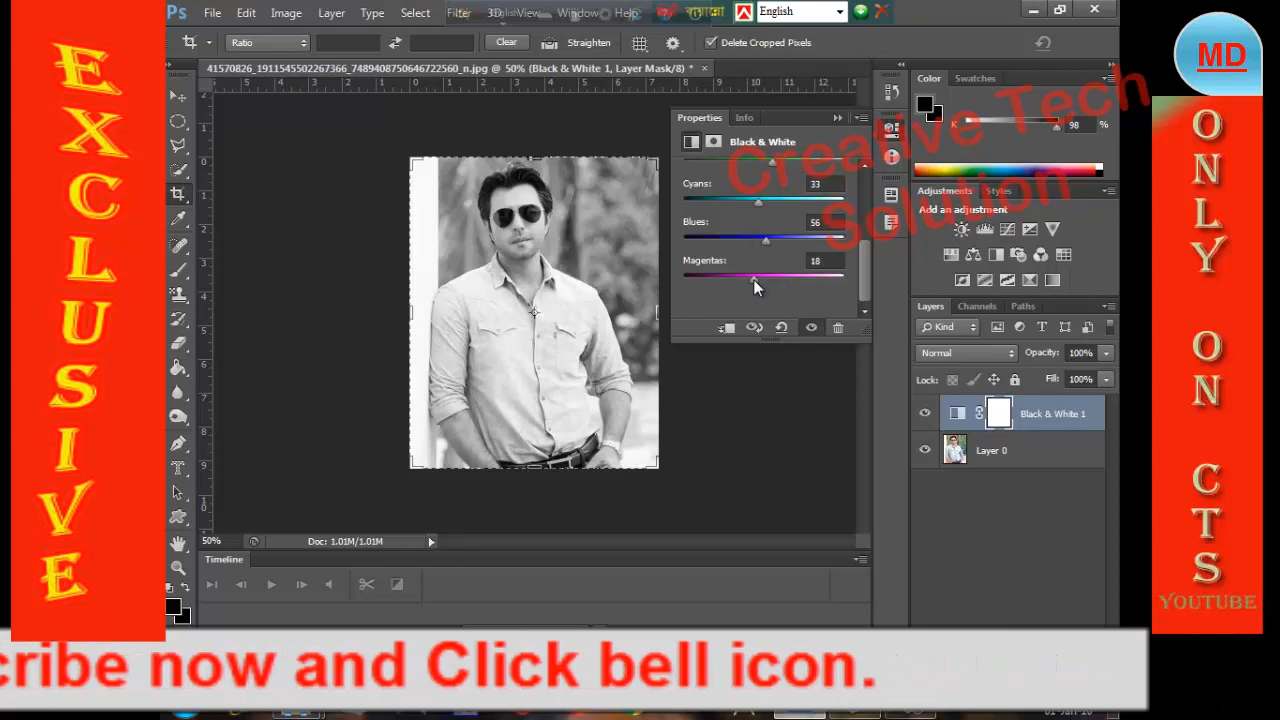 EXCLUSIVE
Ps File Edit Image Layer Type Select Filter 3D View Window Help
English
Ratio Clear Straighten Delete Cropped Pixels
41570826_1911545502267366_7489408750646722560_n.jpg @ 50% (Black & White 1, Layer Mask/8) *
Properties Info
Black & White
Cyans: 33
Blues: 56
Magentas: 18
Creative Tech
Solution
Color Swatches
K 98 %
Adjustments Styles
Add an adjustment
Layers Channels Paths
Kind
Normal Opacity: 100%
Lock: Fill: 100%
Black & White 1
Layer 0
50% Doc: 1.01M/1.01M
Timeline
MD
ONLY ON CTS
YOUTUBE
cribe now and Click bell icon.